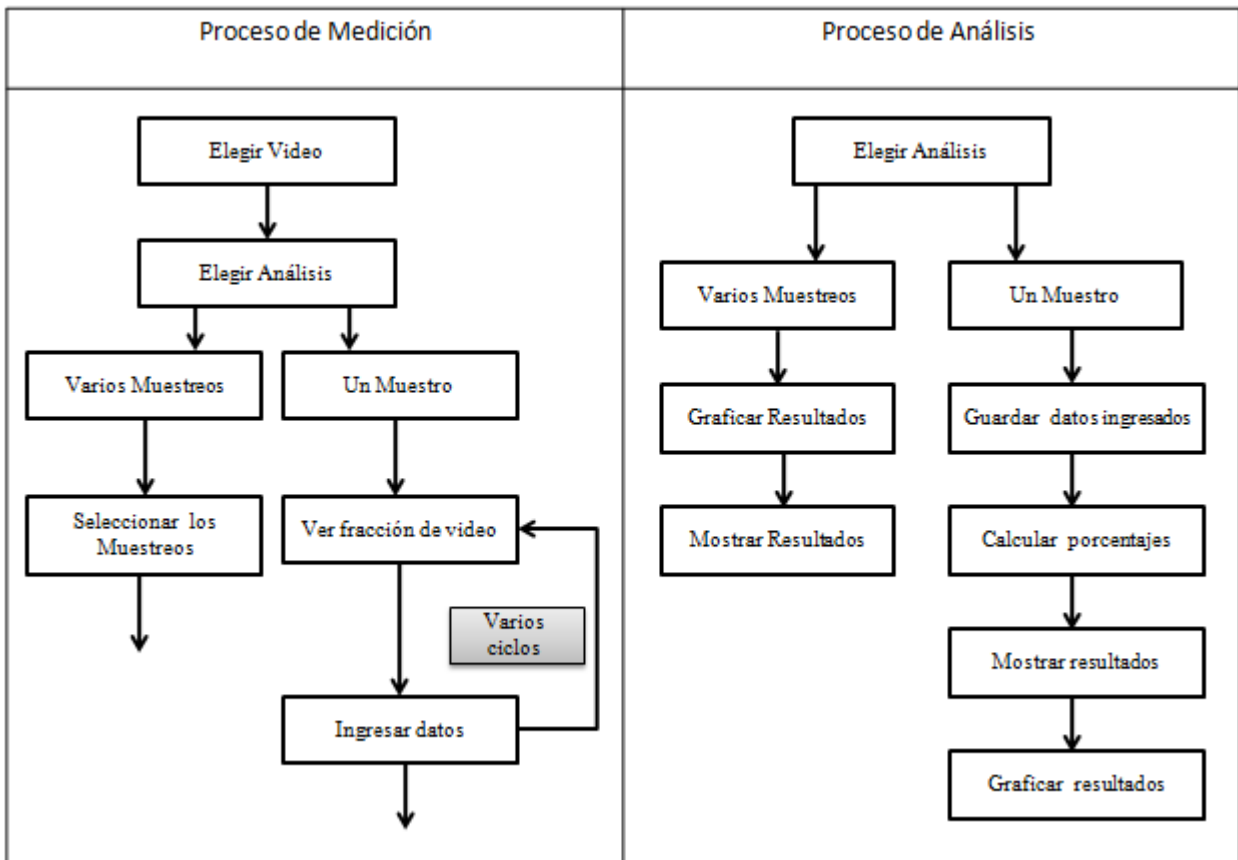 Proceso de Medición
Elegir Video
Elegir Análisis
Varios Muestreos
Un Muestro
Seleccionar los
Muestreos
Ver fracción de video
Varios
ciclos
Ingresar datos
Proceso de Análisis
Elegir Análisis
Varios Muestreos
Un Muestro
Graficar Resultados
Guardar datos ingresados
Mostrar Resultados
Calcular porcentajes
Mostrar resultados
Graficar resultados